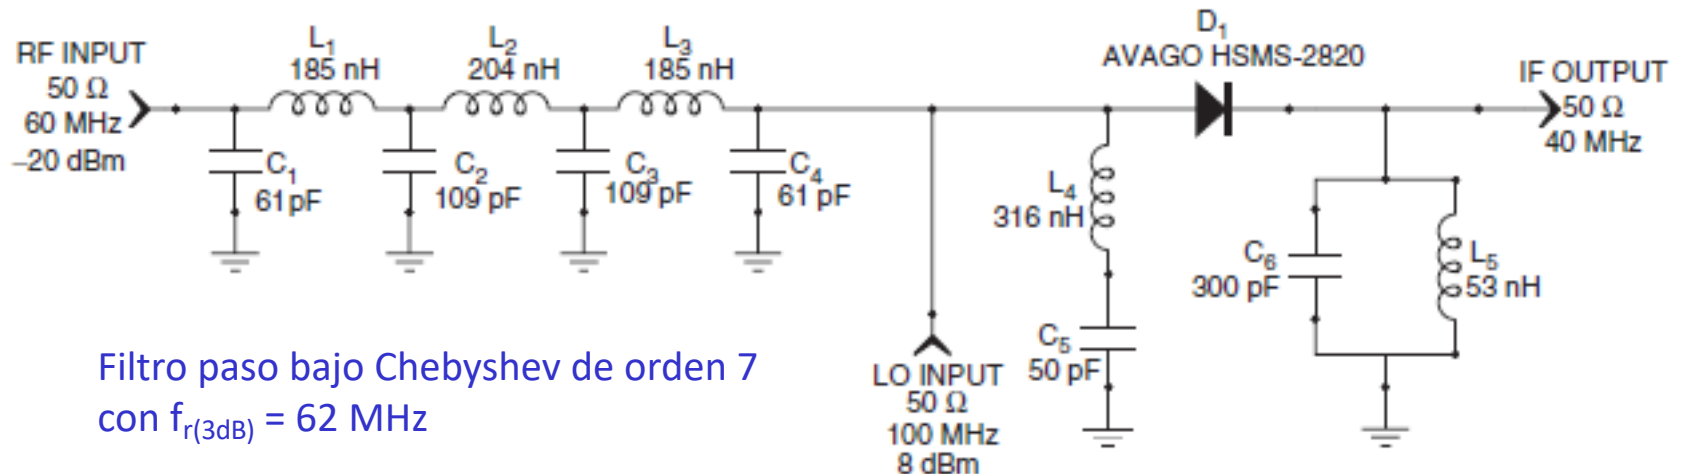 RF INPUT
50 Ω
60 MHz
–20 dBm
L1
185 nH
L2
204 nH
L3
185 nH
C1
61pF
C2
109 pF
C3
109 pF
C4
61 pF
D1
AVAGO HSMS-2820
IF OUTPUT
50 Ω
40 MHz
L4
316 nH
C5
50 pF
C6
300 pF
L5
53 nH
LO INPUT
50 Ω
100 MHz
8 dBm
Filtro paso bajo Chebyshev de orden 7
con fr(3dB) = 62 MHz